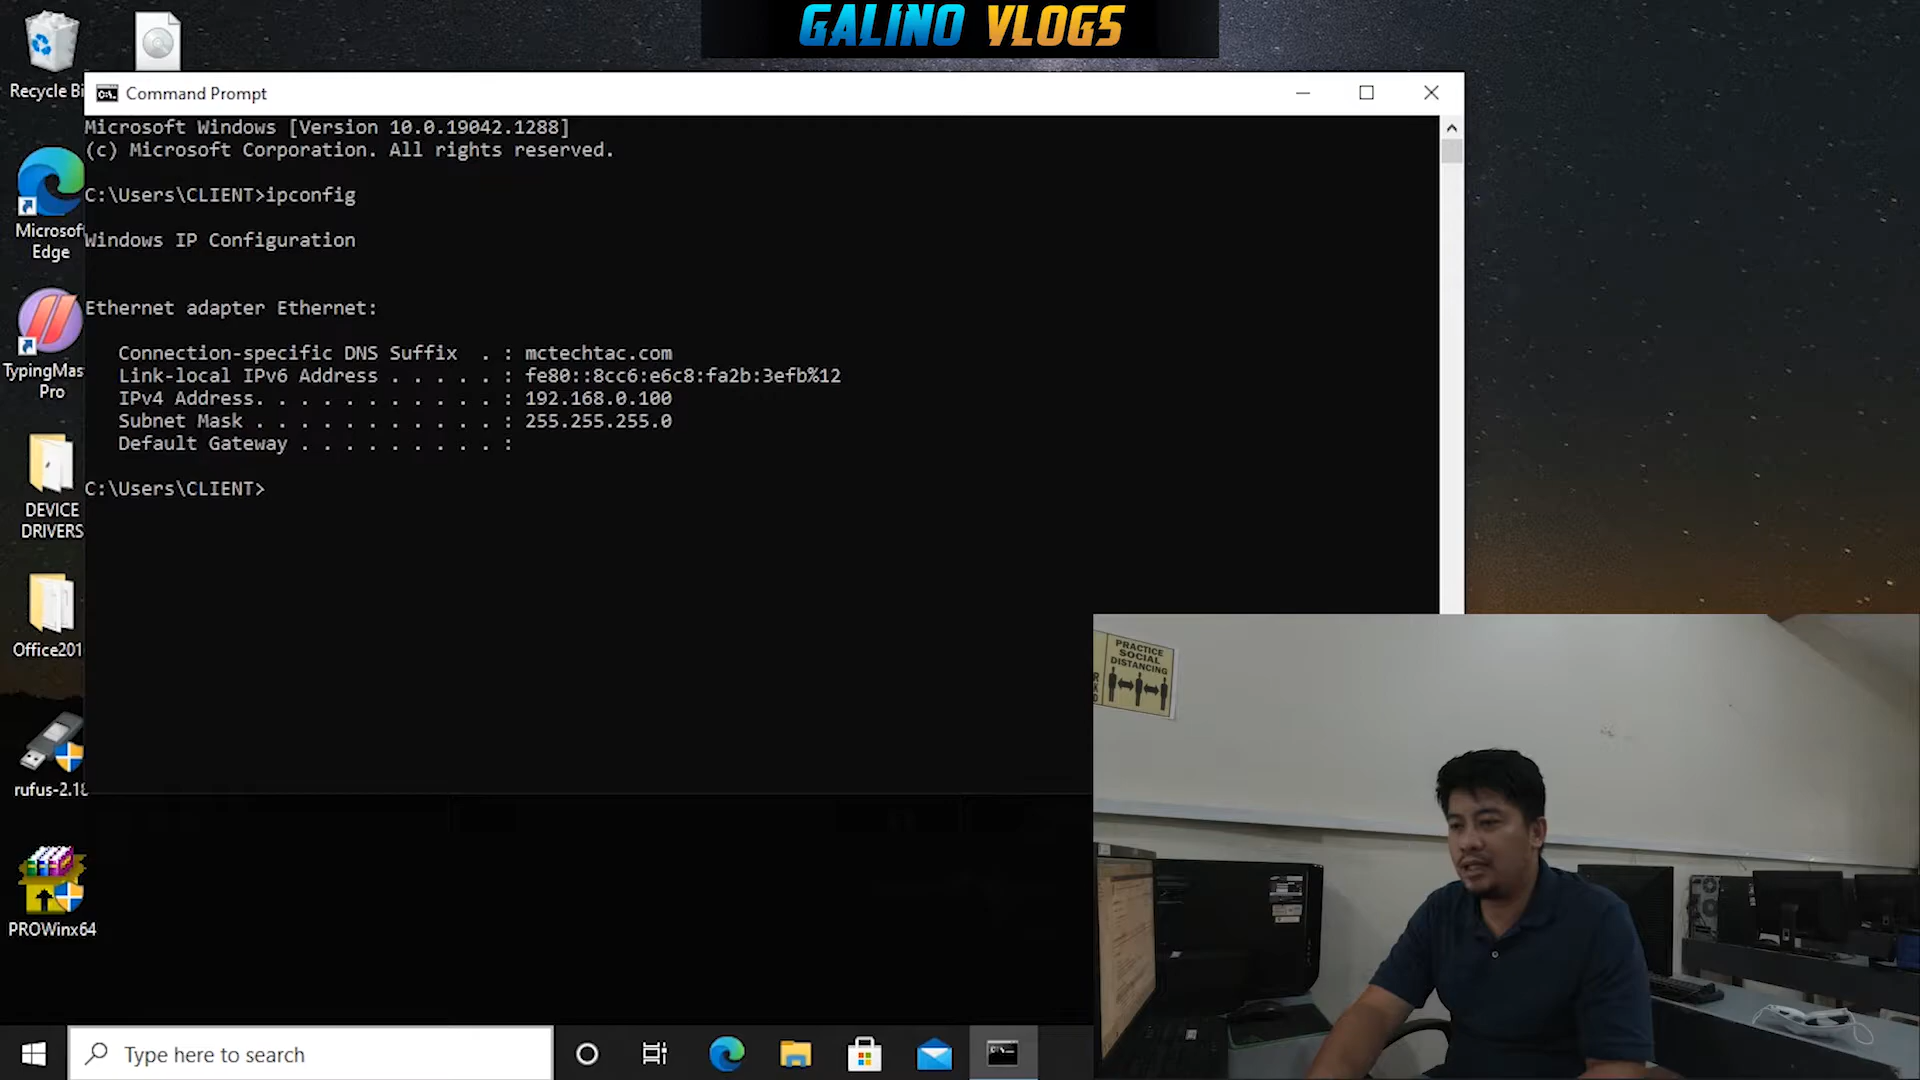 GALINO VLOGS
Recycle Bi
Command Prompt
Microsoft Windows [Version 10.0.19042.1288]
(c) Microsoft Corporation. All rights reserved.
C:\Users\CLIENT>ipconfig
Windows IP Configuration
Ethernet adapter Ethernet:
Connection-specific DNS Suffix . : mctechtac.com
Link-local IPv6 Address . . . . . : fe80::8cc6:e6c8:fa2b:3efb%12
IPv4 Address. . . . . . . . . . . : 192.168.0.100
Subnet Mask . . . . . . . . . . . : 255.255.255.0
Default Gateway . . . . . . . . . :
C:\Users\CLIENT>
Microsof
Edge
TypingMas
Pro
DEVICE
DRIVERS
Office201
rufus-2.18
PROWinx64
PRACTICE
SOCIAL
DISTANCING
Type here to search